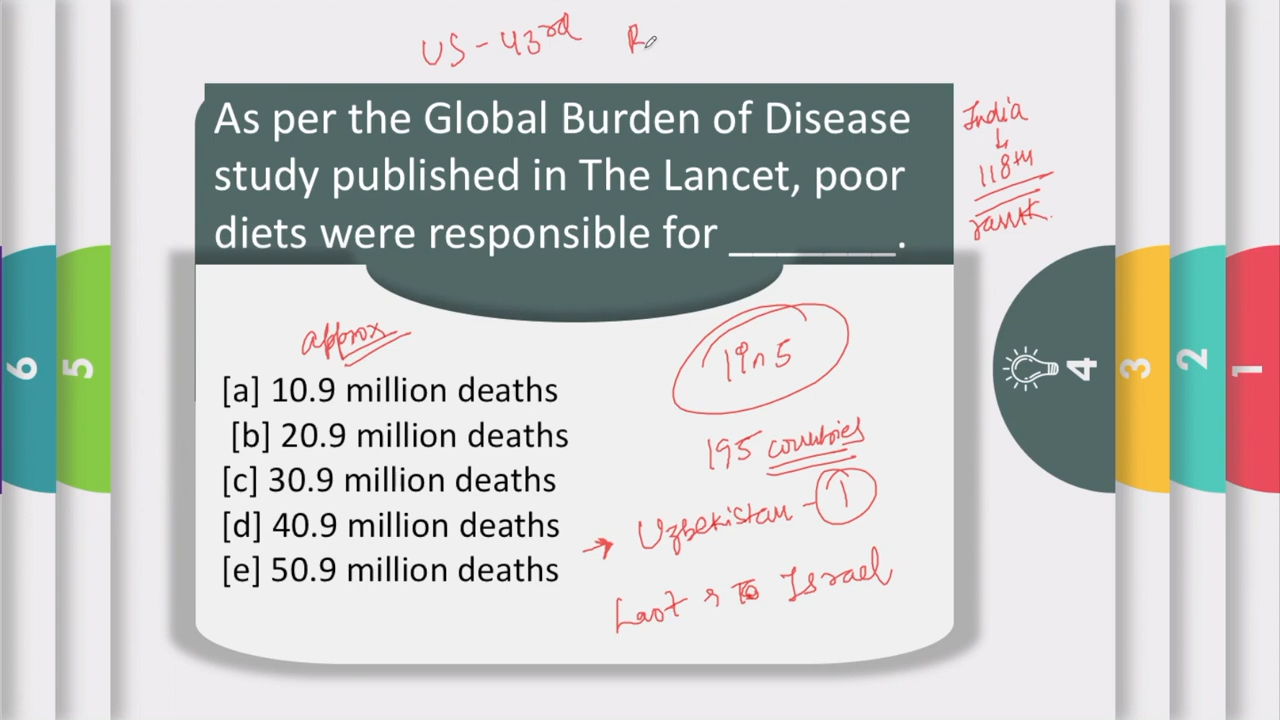 US - 43rd R
As per the Global Burden of Disease
study published in The Lancet, poor
diets were responsible for ________.
India
118th
rank
approx
1 in 5
[a] 10.9 million deaths
[b] 20.9 million deaths
[c] 30.9 million deaths
[d] 40.9 million deaths
[e] 50.9 million deaths
195 countries
Uzbekistan - 1
Israel
6
5
4
3
2
1